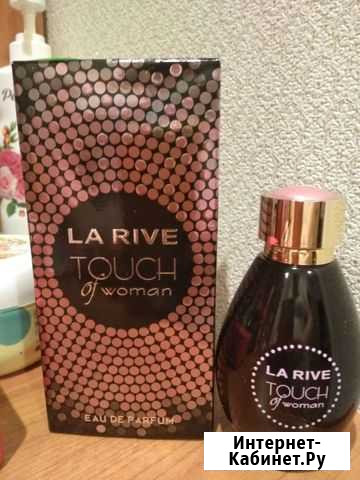 LA RIVE
TOUCH
of woman
EAU DE PARFUM
LA RIVE
TOUCH
of woman
Интернет-
Кабинет.Ру